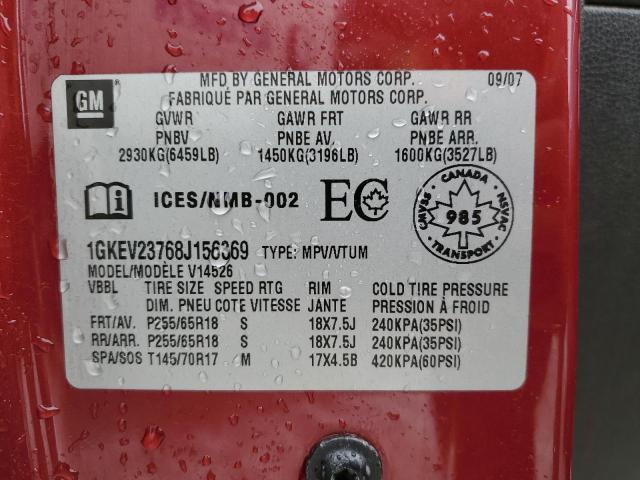 GM
MFD BY GENERAL MOTORS CORP. 09/07
FABRIQUÉ PAR GENERAL MOTORS CORP.
GVWR GAWR FRT GAWR RR
PNBV PNBE AV. PNBE ARR.
2930KG(6459LB) 1450KG(3196LB) 1600KG(3527LB)
ICES/NMB-002 EC CANADA CMVSS 985 NSVAC TRANSPORT
1GKEV23768J156369 TYPE: MPV/VTUM
MODEL/MODÈLE V14526
VBBL TIRE SIZE SPEED RTG RIM COLD TIRE PRESSURE
DIM. PNEU COTE VITESSE JANTE PRESSION À FROID
FRT/AV. P255/65R18 S 18X7.5J 240KPA(35PSI)
RR/ARR. P255/65R18 S 18X7.5J 240KPA(35PSI)
SPA/SOS T145/70R17 M 17X4.5B 420KPA(60PSI)